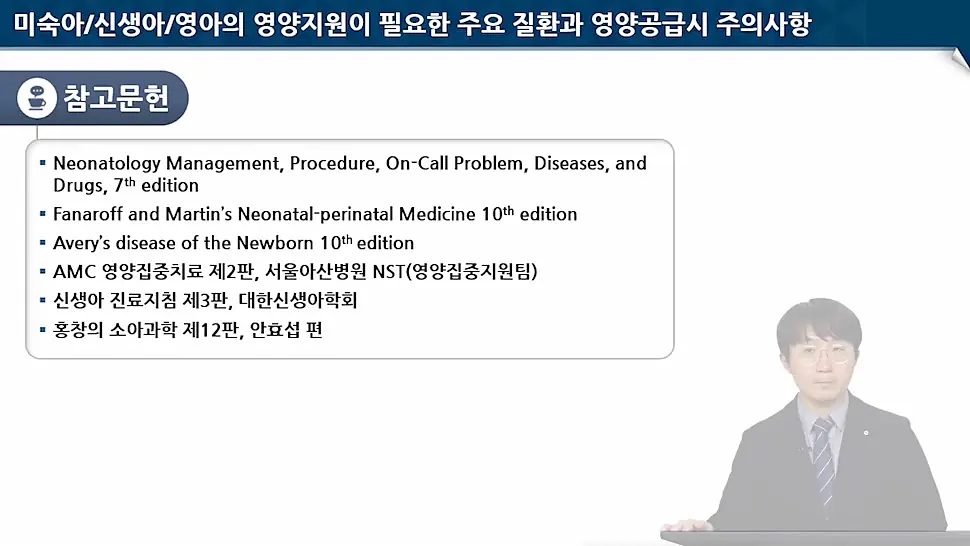 미숙아/신생아/영아의 영양지원이 필요한 주요 질환과 영양공급시 주의사항
참고문헌
▪ Neonatology Management, Procedure, On-Call Problem, Diseases, and
Drugs, 7th edition
▪ Fanaroff and Martin's Neonatal-perinatal Medicine 10th edition
▪ Avery's disease of the Newborn 10th edition
▪ AMC 영양집중치료 제2판, 서울아산병원 NST(영양집중지원팀)
▪ 신생아 진료지침 제3판, 대한신생아학회
▪ 홍창의 소아과학 제12판, 안효섭 편